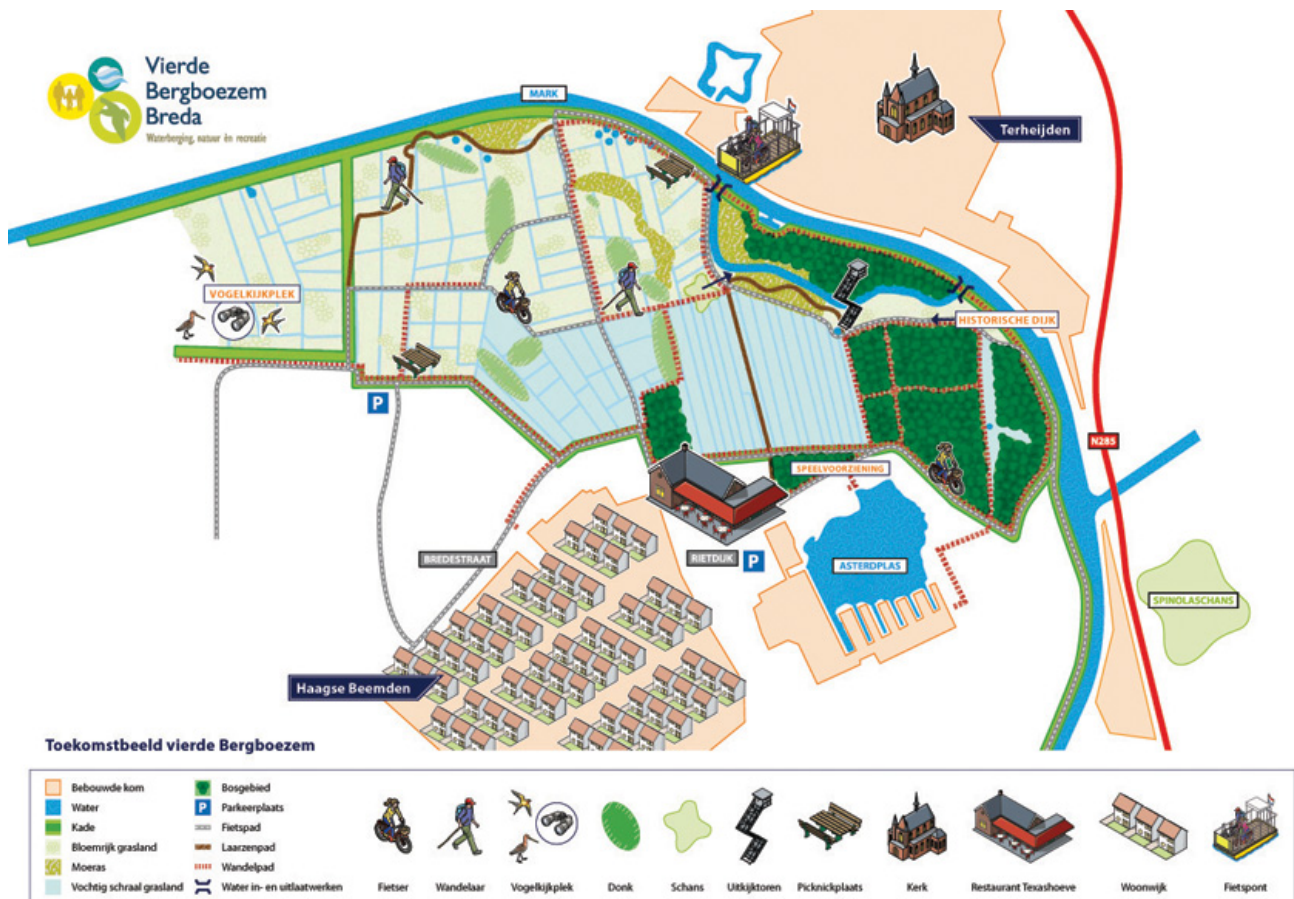 Vierde
Bergboezem
Breda
Waterberging, natuur èn recreatie
MARK
Terheijden
VOGELKIJKPLEK
HISTORISCHE DIJK
P
N285
SPEELVOORZIENING
BREDESTRAAT
RIETDIJK
P
ASTERDPLAS
SPINOLASCHANS
Haagse Beemden
Toekomstbeeld vierde Bergboezem
Bebouwde kom
Water
Kade
Bloemrijk grasland
Moeras
Vochtig schraal grasland
Bosgebied
P Parkeerplaats
Fietspad
Laarzenpad
Wandelpad
Water in- en uitlaatwerken
Fietser
Wandelaar
Vogelkijkplek
Donk
Schans
Uitkijktoren
Picknickplaats
Kerk
Restaurant Texashoeve
Woonwijk
Fietspont